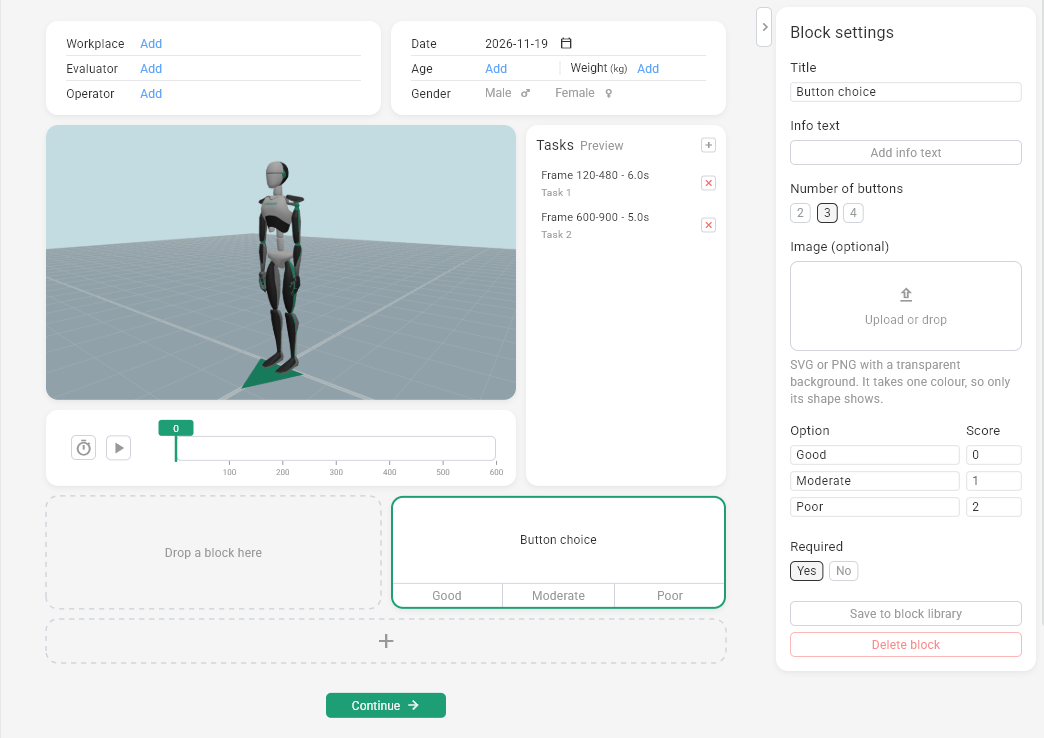 Workplace Add
Evaluator Add
Operator Add
Date 2026-11-19
Age Add Weight (kg) Add
Gender Male ♂ Female ♀
Tasks Preview +
Frame 120-480 - 6.0s
Task 1
Frame 600-900 - 5.0s
Task 2
0
100 200 300 400 500 600
Drop a block here
Button choice
Good Moderate Poor
+
Continue →
Block settings
Title
Button choice
Info text
Add info text
Number of buttons
2 3 4
Image (optional)
Upload or drop
SVG or PNG with a transparent
background. It takes one colour, so only
its shape shows.
Option Score
Good 0
Moderate 1
Poor 2
Required
Yes No
Save to block library
Delete block